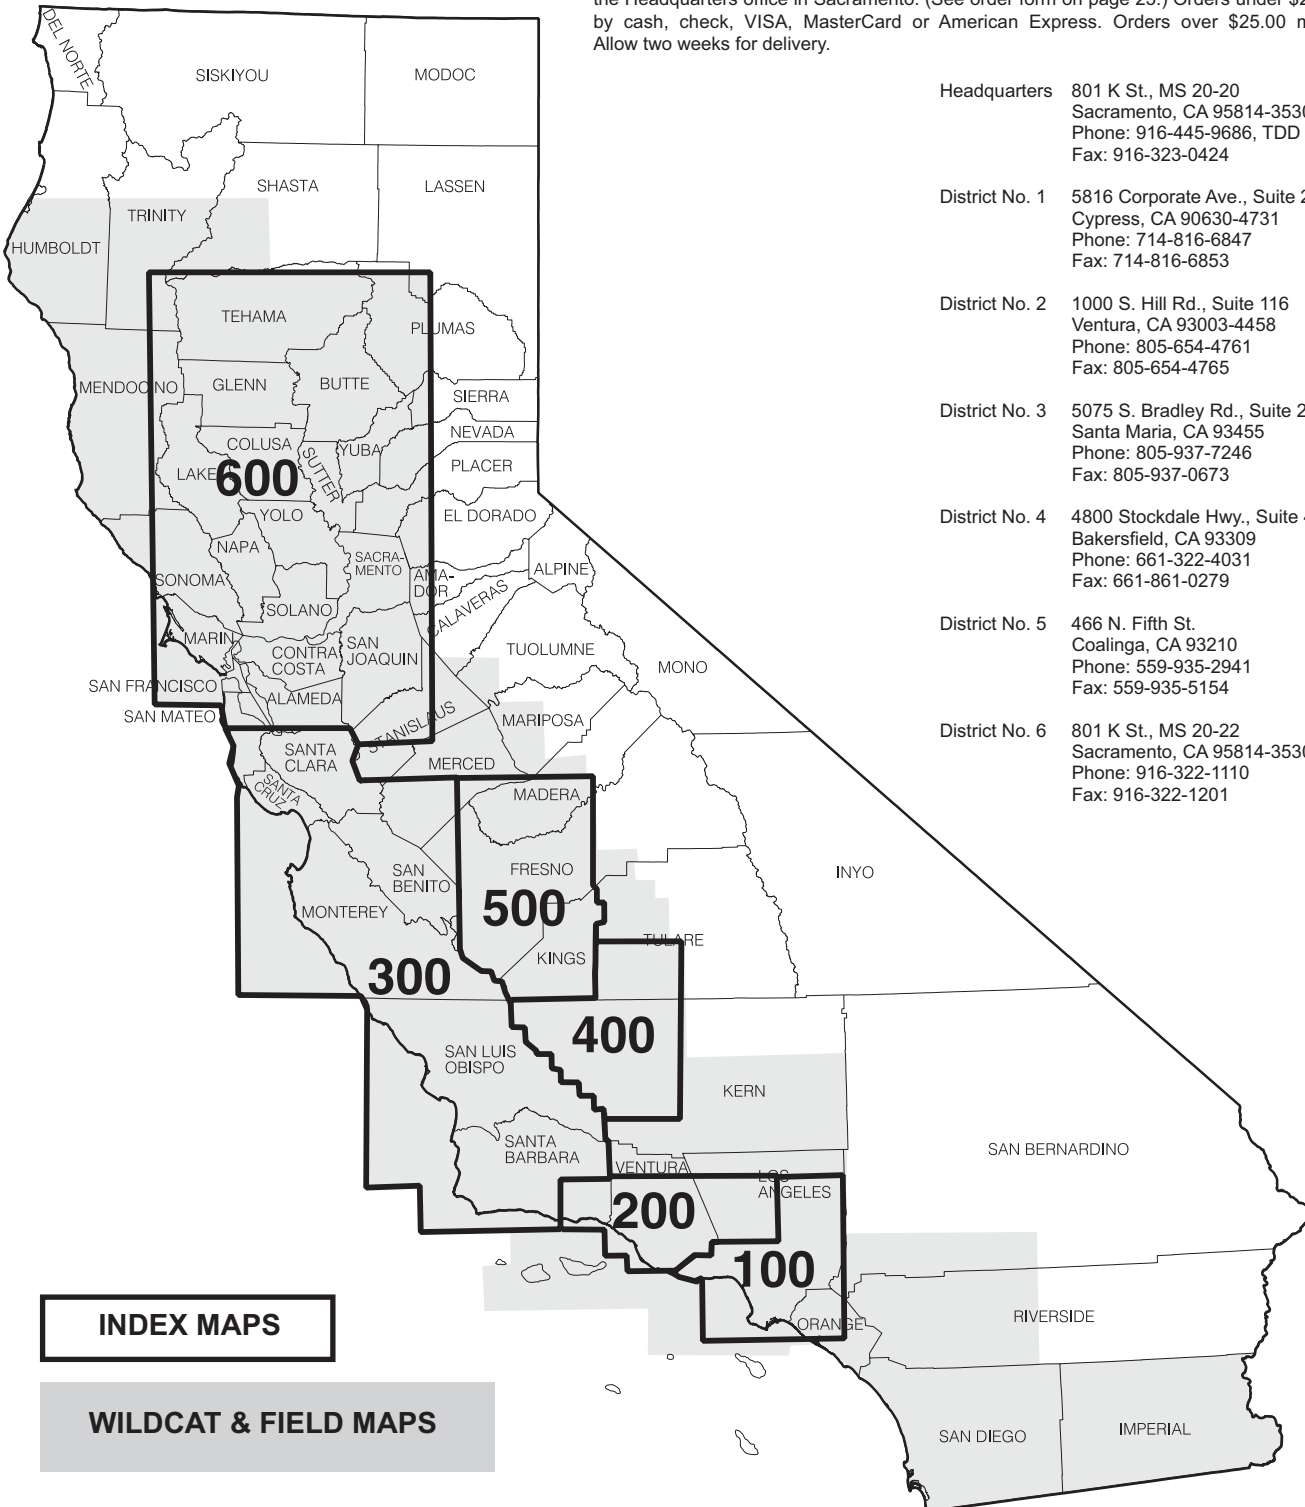 the Headquarters office in Sacramento. (See order form on page 25.) Orders under $2
by cash, check, VISA, MasterCard or American Express. Orders over $25.00 m
Allow two weeks for delivery.
Headquarters 801 K St., MS 20-20
Sacramento, CA 95814-3530
Phone: 916-445-9686, TDD
Fax: 916-323-0424
District No. 1 5816 Corporate Ave., Suite 2
Cypress, CA 90630-4731
Phone: 714-816-6847
Fax: 714-816-6853
District No. 2 1000 S. Hill Rd., Suite 116
Ventura, CA 93003-4458
Phone: 805-654-4761
Fax: 805-654-4765
District No. 3 5075 S. Bradley Rd., Suite 2
Santa Maria, CA 93455
Phone: 805-937-7246
Fax: 805-937-0673
District No. 4 4800 Stockdale Hwy., Suite 4
Bakersfield, CA 93309
Phone: 661-322-4031
Fax: 661-861-0279
District No. 5 466 N. Fifth St.
Coalinga, CA 93210
Phone: 559-935-2941
Fax: 559-935-5154
District No. 6 801 K St., MS 20-22
Sacramento, CA 95814-3530
Phone: 916-322-1110
Fax: 916-322-1201
DEL NORTE
SISKIYOU
MODOC
SHASTA
LASSEN
TRINITY
HUMBOLDT
TEHAMA
PLUMAS
MENDOCINO
GLENN
BUTTE
SIERRA
NEVADA
COLUSA
YUBA
SUTTER
PLACER
LAKE
600
YOLO
EL DORADO
NAPA
SACRA-
MENTO
AMA-
DOR
ALPINE
SONOMA
SOLANO
CALAVERAS
MARIN
CONTRA
COSTA
SAN
JOAQUIN
TUOLUMNE
MONO
SAN FRANCISCO
ALAMEDA
SAN MATEO
STANISLAUS
MARIPOSA
SANTA
CLARA
MERCED
SANTA
CRUZ
MADERA
SAN
BENITO
FRESNO
INYO
MONTEREY
500
TULARE
KINGS
300
400
SAN LUIS
OBISPO
KERN
SANTA
BARBARA
VENTURA
LOS
ANGELES
SAN BERNARDINO
200
100
ORANGE
RIVERSIDE
SAN DIEGO
IMPERIAL
INDEX MAPS
WILDCAT & FIELD MAPS